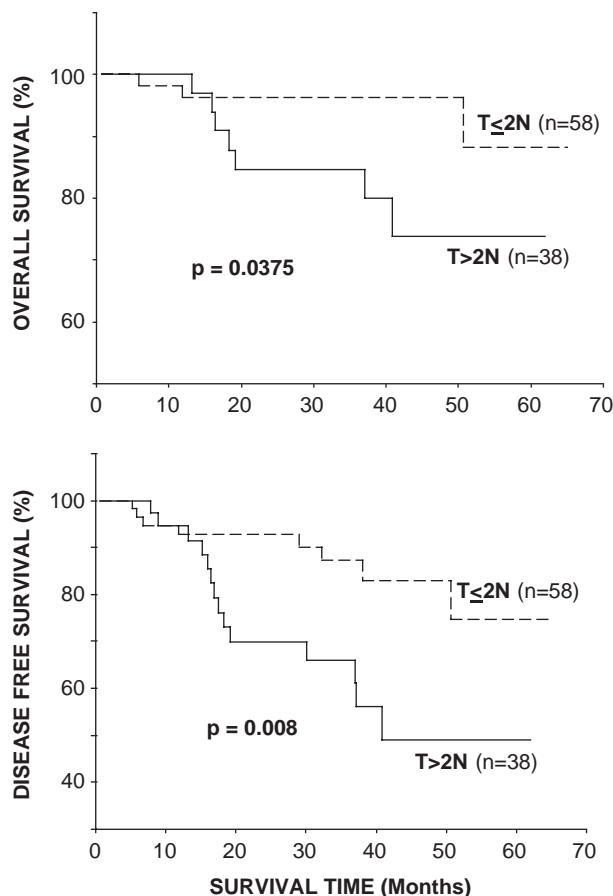 OVERALL SURVIVAL (%)
100
80
60
T≤2N (n=58)
T>2N (n=38)
p = 0.0375
0 10 20 30 40 50 60 70
DISEASE FREE SURVIVAL (%)
100
80
60
40
T≤2N (n=58)
p = 0.008
T>2N (n=38)
0 10 20 30 40 50 60 70
SURVIVAL TIME (Months)